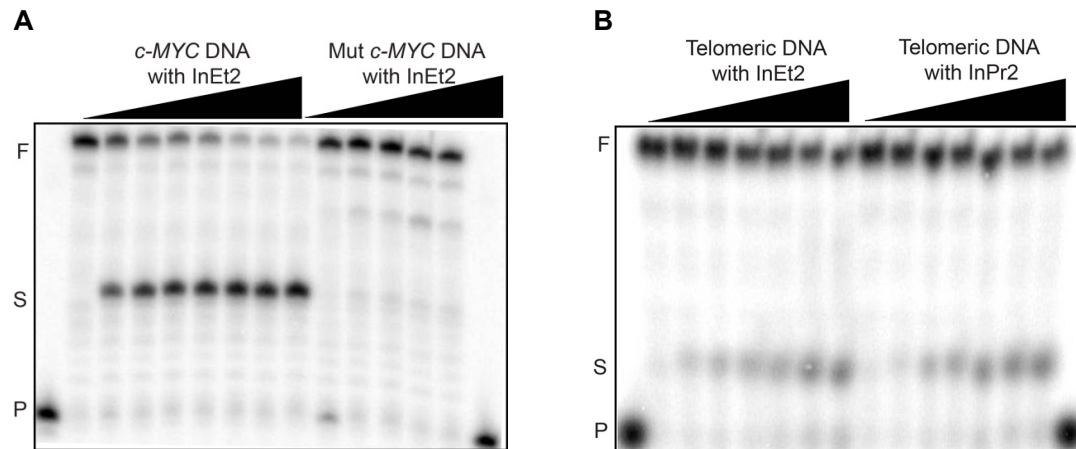 A
c-MYC DNA
with InEt2
Mut c-MYC DNA
with InEt2
F
S
P
B
Telomeric DNA
with InEt2
Telomeric DNA
with InPr2
F
S
P